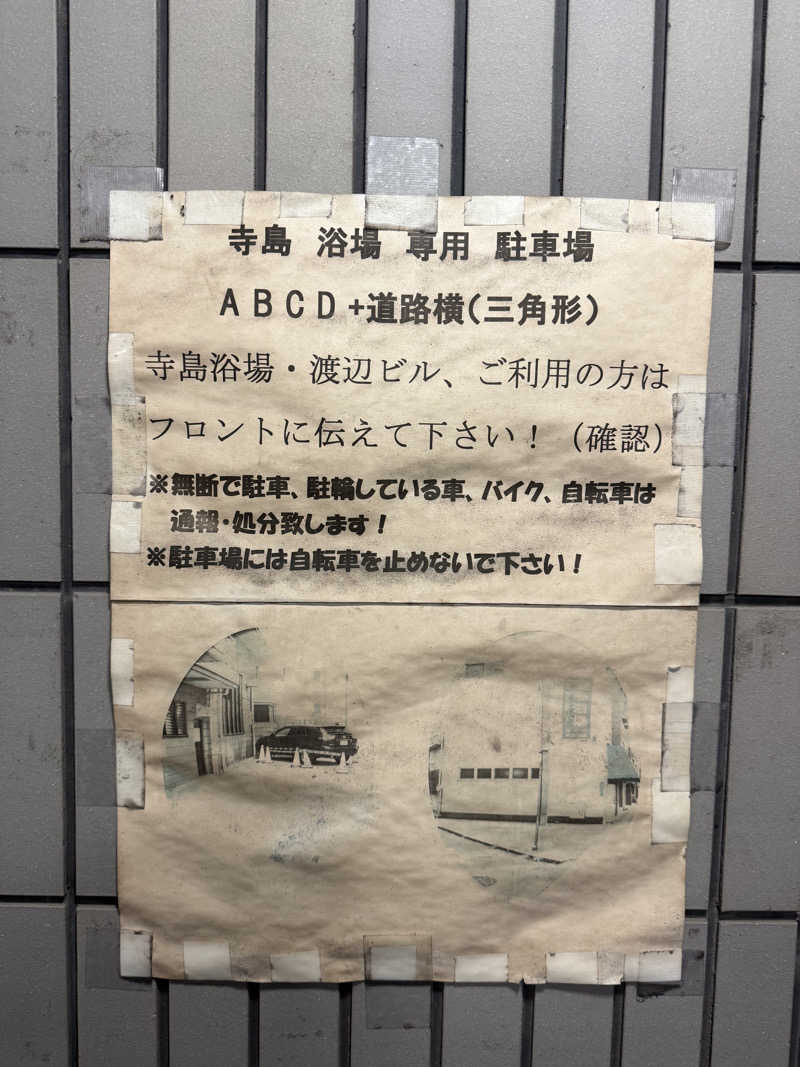 寺島 浴場 専用 駐車場
ABCD+道路横(三角形)
寺島浴場・渡辺ビル、ご利用の方は
フロントに伝えて下さい!(確認)
※無断で駐車、駐輪している車、バイク、自転車は
通報・処分致します!
※駐車場には自転車を止めないで下さい!